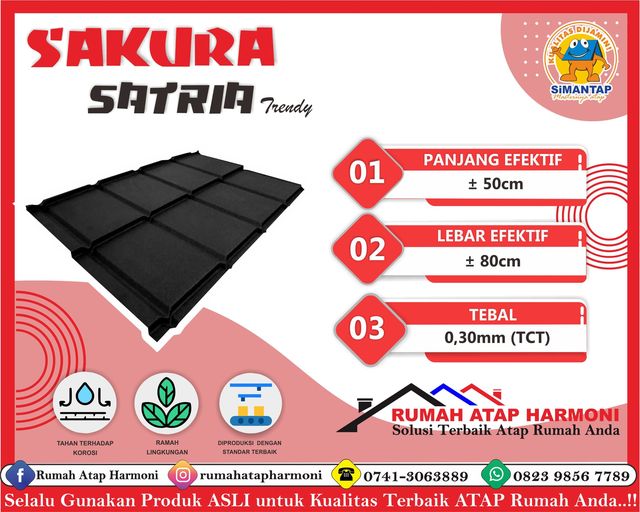 SAKURA
SATRIA Trendy
KUALITAS DIJAMIN!
SiMANTAP
01
PANJANG EFEKTIF
± 50cm
02
LEBAR EFEKTIF
± 80cm
03
TEBAL
0,30mm (TCT)
TAHAN TERHADAP
KOROSI
RAMAH
LINGKUNGAN
DIPRODUKSI DENGAN
STANDAR TERBAIK
RUMAH ATAP HARMONI
Solusi Terbaik Atap Rumah Anda
Rumah Atap Harmoni
rumahatapharmoni
0741-3063889
0823 9856 7789
Selalu Gunakan Produk ASLI untuk Kualitas Terbaik ATAP Rumah Anda..!!